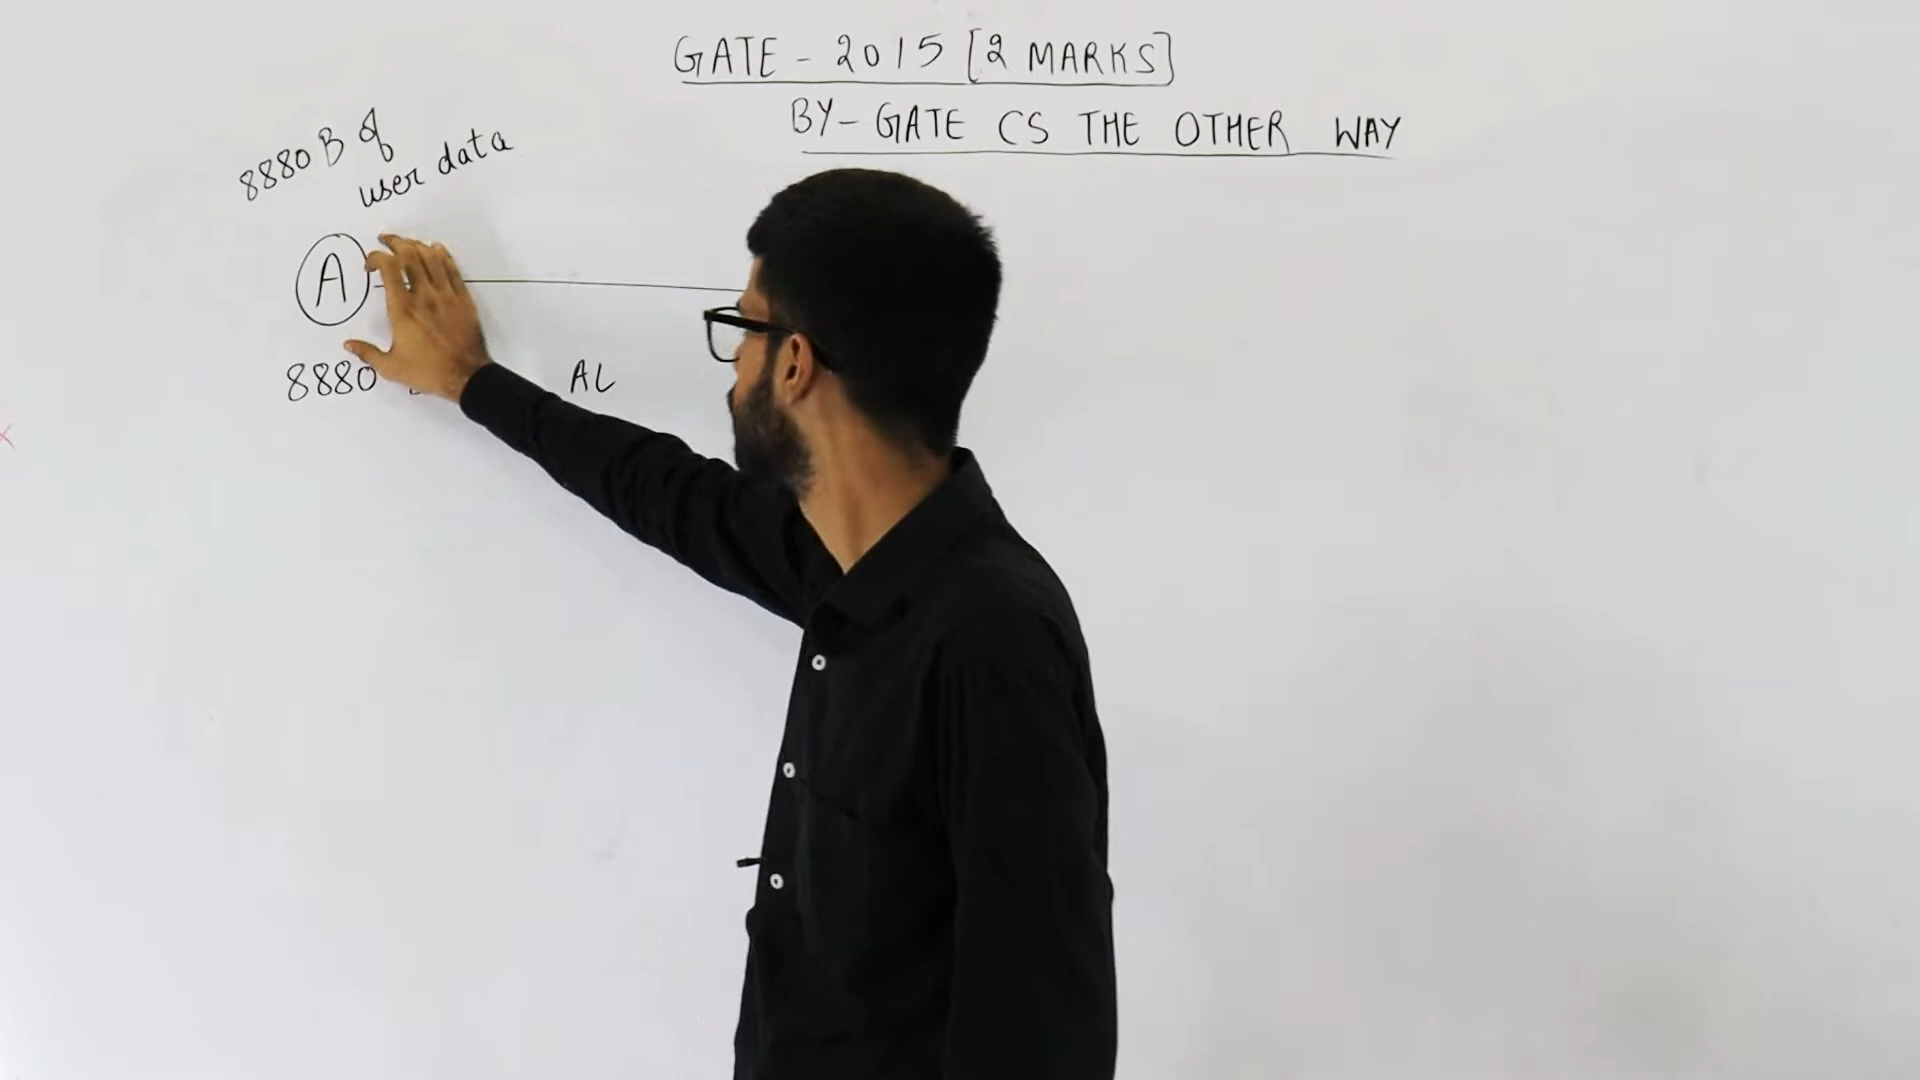 GATE - 2015 [2 MARKS]
BY - GATE CS THE OTHER WAY
8880 B of
user data
A
8880
AL